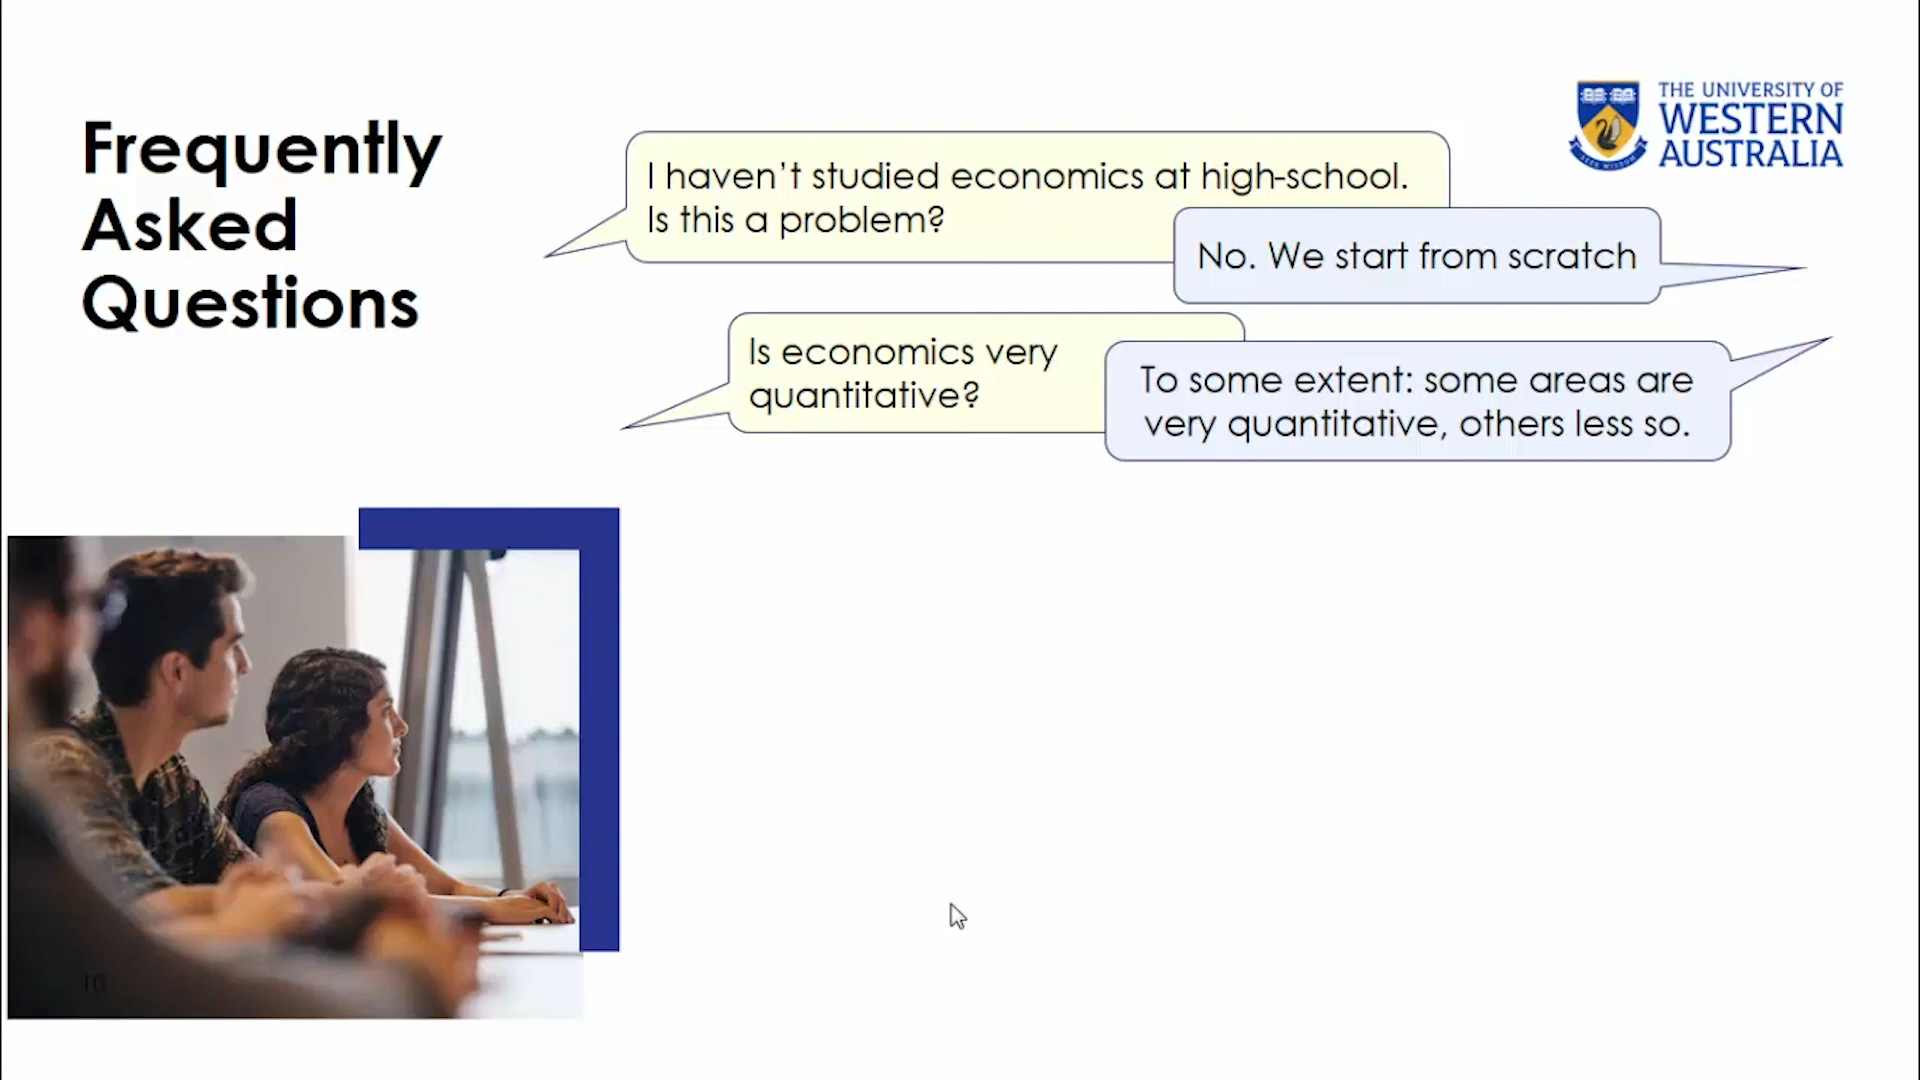 Frequently
Asked
Questions
THE UNIVERSITY OF
WESTERN
AUSTRALIA
I haven’t studied economics at high-school.
Is this a problem?
No. We start from scratch
Is economics very
quantitative?
To some extent: some areas are
very quantitative, others less so.